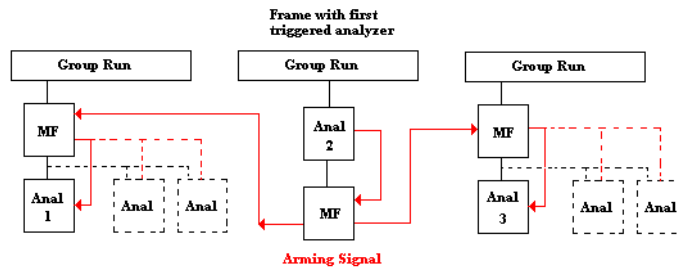 Frame with first
triggered analyzer
Group Run
Group Run
Group Run
MF
Anal
2
MF
Anal
1
Anal
Anal
MF
Anal
3
Anal
Anal
Arming Signal